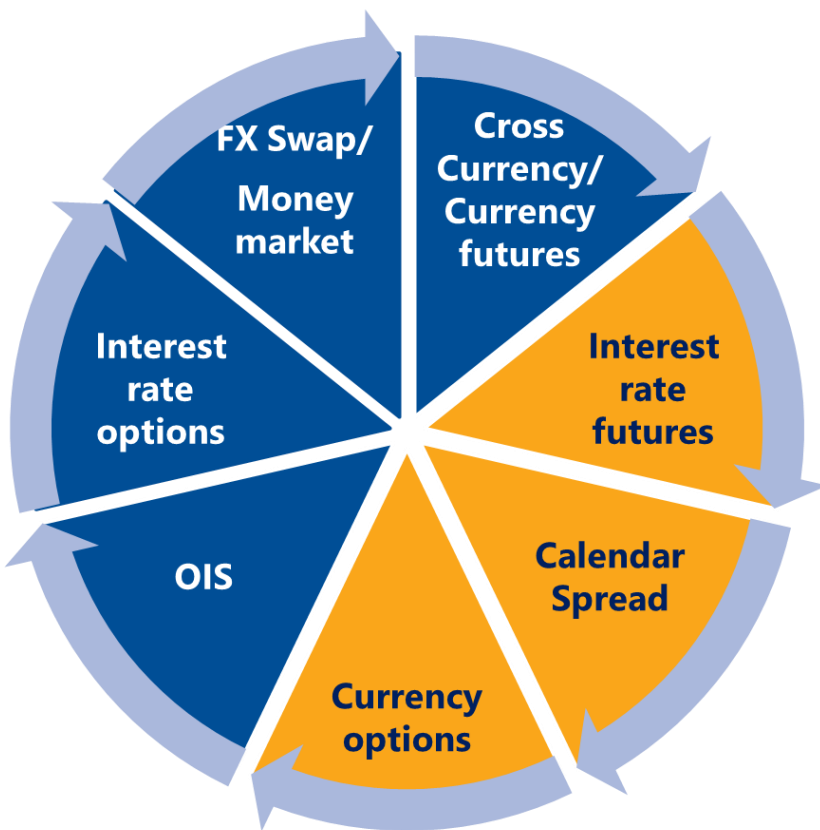 FX Swap/
Money
market
Cross
Currency/
Currency
futures
Interest
rate
futures
Calendar
Spread
Currency
options
OIS
Interest
rate
options